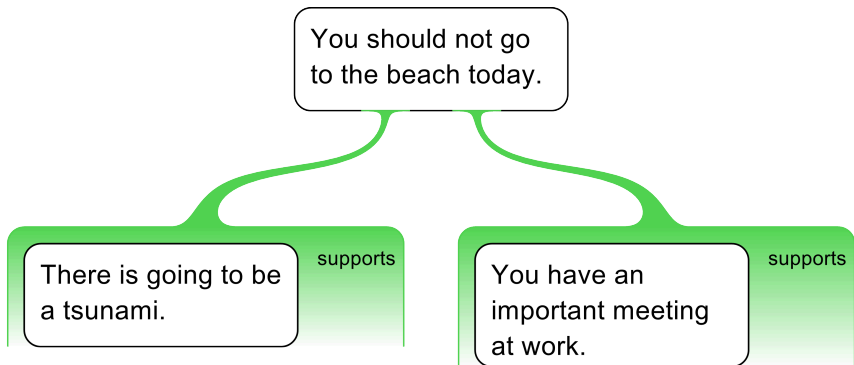 You should not go
to the beach today.
supports
There is going to be
a tsunami.
supports
You have an
important meeting
at work.